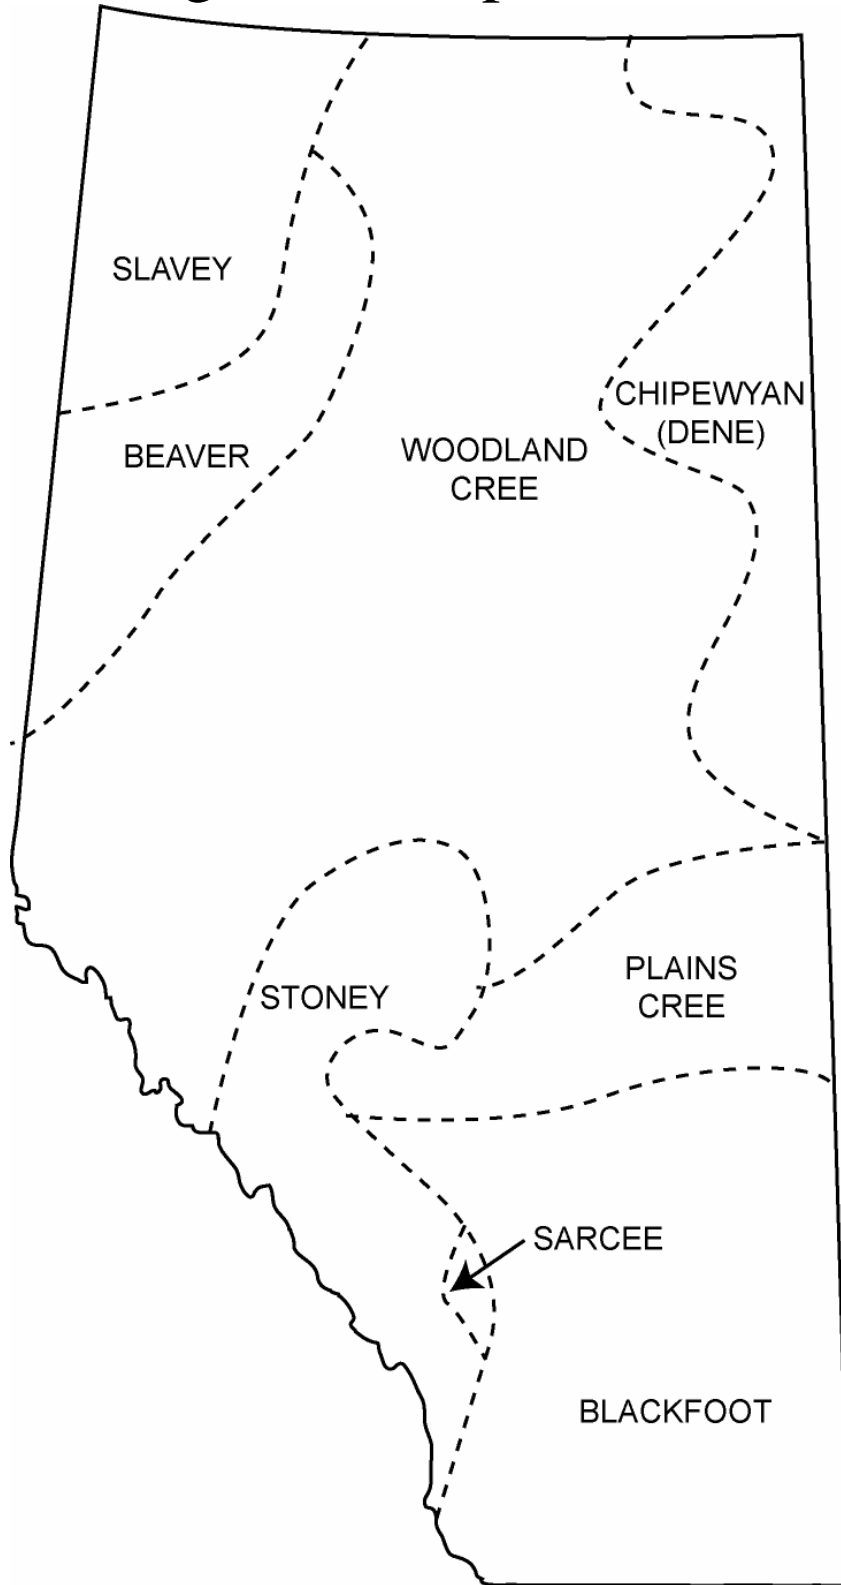 SLAVEY
CHIPEWYAN
(DENE)
BEAVER
WOODLAND
CREE
PLAINS
CREE
STONEY
SARCEE
BLACKFOOT